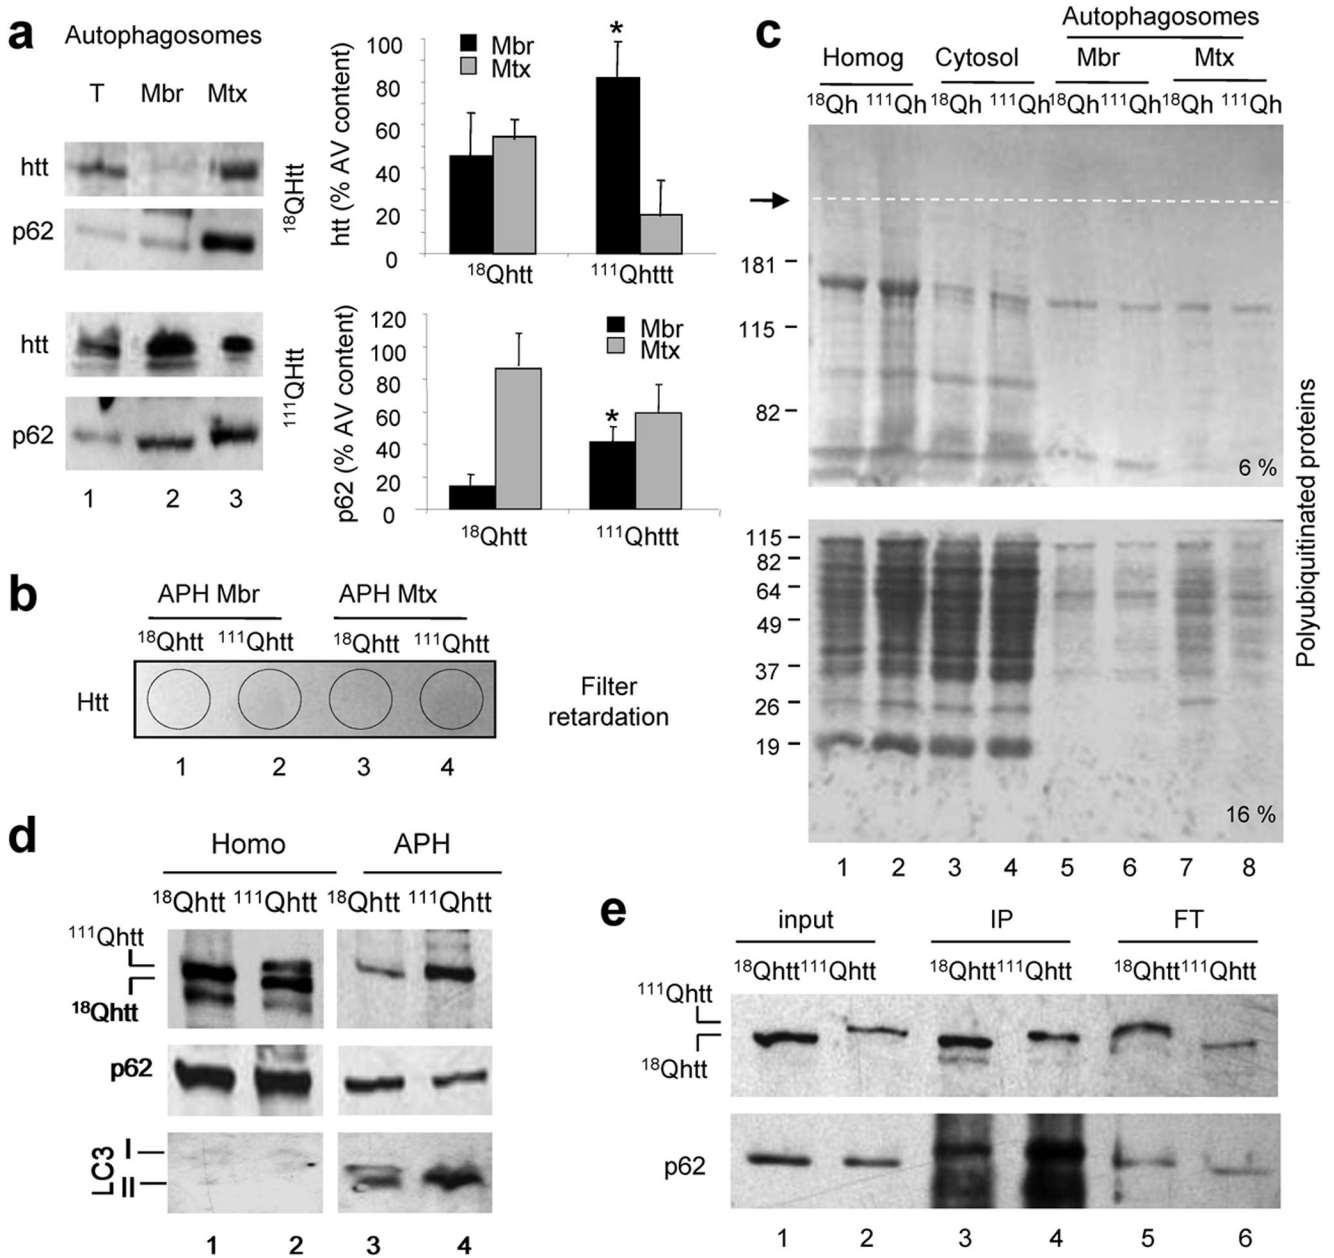 a
Autophagosomes
T Mbr Mtx
htt
p62
¹⁸QHtt
htt
p62
¹¹¹QHtt
1 2 3
htt (% AV content)
100
80
60
40
20
0
Mbr
Mtx
*
¹⁸Qhtt ¹¹¹Qhttt
p62 (% AV content)
120
100
80
60
40
20
0
Mbr
Mtx
*
¹⁸Qhtt ¹¹¹Qhttt
b
APH Mbr APH Mtx
¹⁸Qhtt ¹¹¹Qhtt ¹⁸Qhtt ¹¹¹Qhtt
Htt
Filter
retardation
1 2 3 4
c
Autophagosomes
Homog Cytosol Mbr Mtx
¹⁸Qh ¹¹¹Qh ¹⁸Qh ¹¹¹Qh ¹⁸Qh ¹¹¹Qh ¹⁸Qh ¹¹¹Qh
181
115
82
6 %
115
82
64
49
37
26
19
16 %
Polyubiquitinated proteins
1 2 3 4 5 6 7 8
d
Homo APH
¹⁸Qhtt ¹¹¹Qhtt ¹⁸Qhtt ¹¹¹Qhtt
¹¹¹Qhtt
¹⁸Qhtt
p62
LC3
I
II
1 2 3 4
e
input IP FT
¹⁸Qhtt ¹¹¹Qhtt ¹⁸Qhtt ¹¹¹Qhtt ¹⁸Qhtt ¹¹¹Qhtt
¹¹¹Qhtt
¹⁸Qhtt
p62
1 2 3 4 5 6